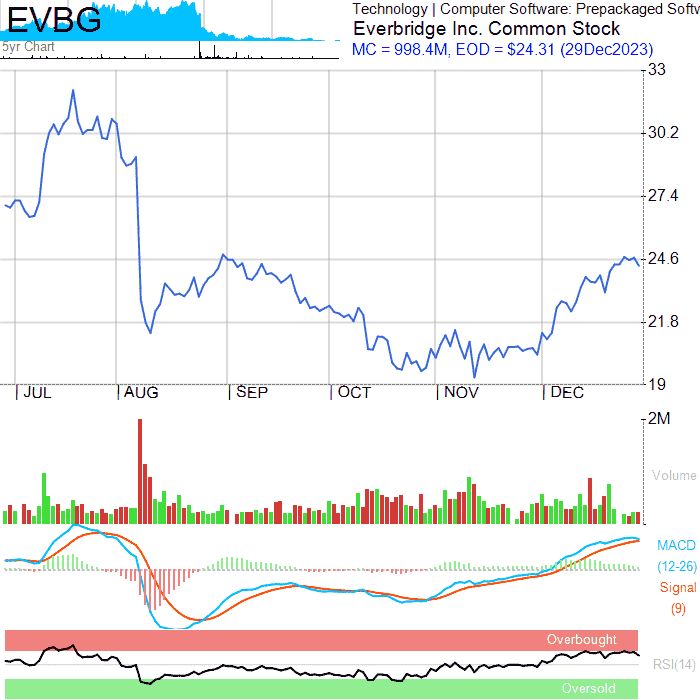 EVBG
5yr Chart
Technology | Computer Software: Prepackaged Softw
Everbridge Inc. Common Stock
MC = 998.4M, EOD = $24.31 (29Dec2023)
33
30.2
27.4
24.6
21.8
19
JUL AUG SEP OCT NOV DEC
2M
Volume
MACD
(12-26)
Signal
(9)
Overbought
RSI(14)
Oversold